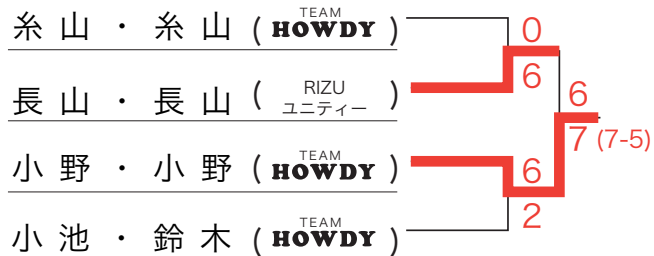 糸山・糸山 (TEAM HOWDY)
0
長山・長山 (RIZU ユニティー)
6
6
7 (7-5)
小野・小野 (TEAM HOWDY)
6
小池・鈴木 (TEAM HOWDY)
2